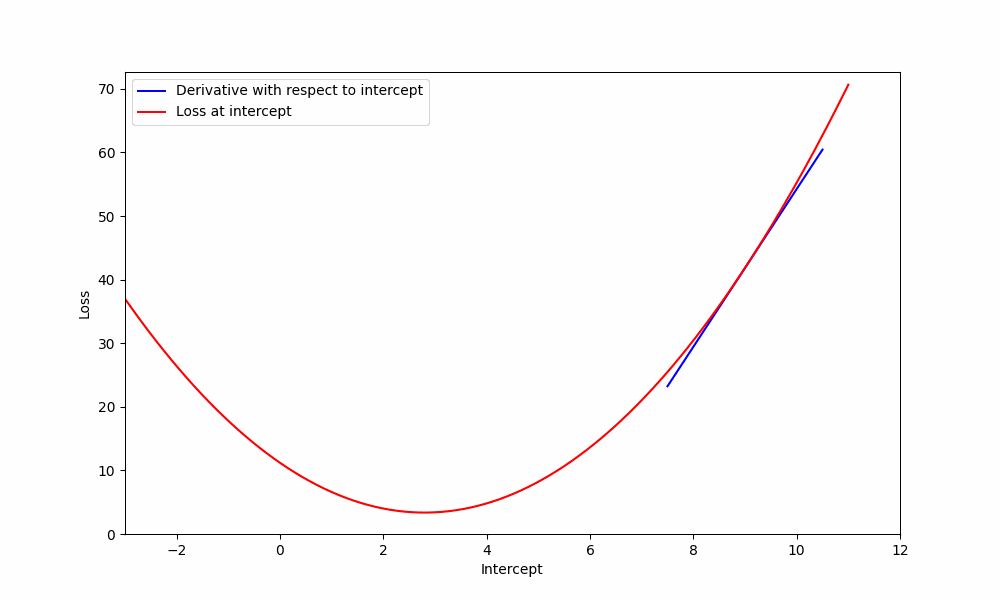 Derivative with respect to intercept
Loss at intercept
70
60
50
40
30
20
10
0
Loss
−2 0 2 4 6 8 10 12
Intercept